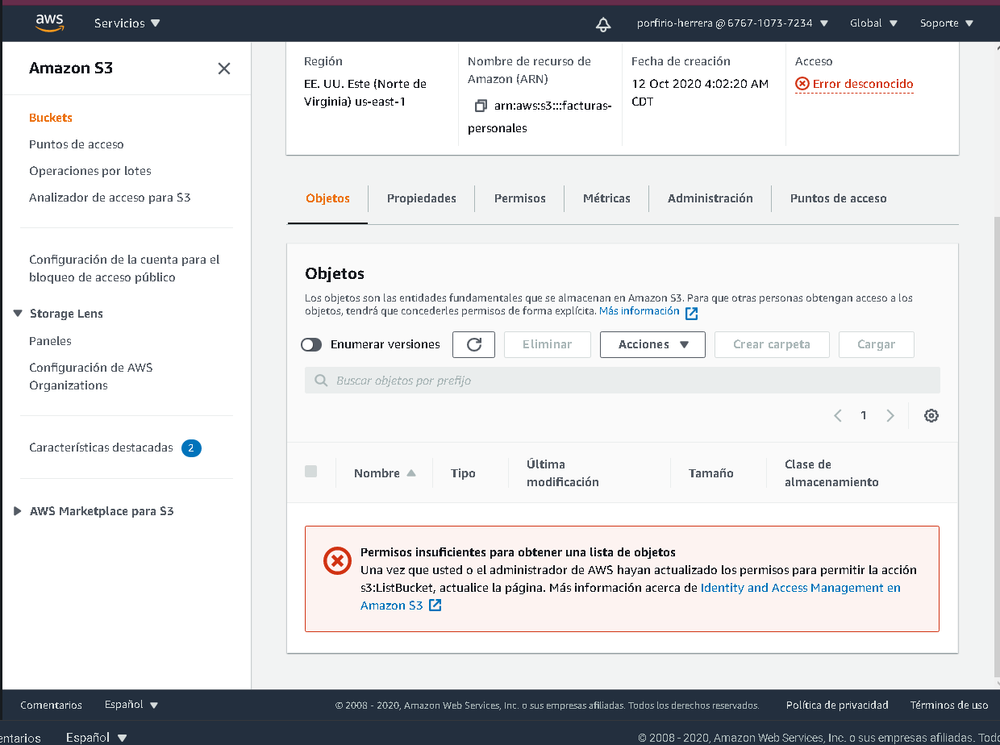 aws
Servicios
porfirio-herrera @ 6767-1073-7234
Global
Soporte
Amazon S3
Buckets
Puntos de acceso
Operaciones por lotes
Analizador de acceso para S3
Configuración de la cuenta para el
bloqueo de acceso público
Storage Lens
Paneles
Configuración de AWS
Organizations
Características destacadas 2
AWS Marketplace para S3
Región
EE. UU. Este (Norte de
Virginia) us-east-1
Nombre de recurso de
Amazon (ARN)
arn:aws:s3:::facturas-
personales
Fecha de creación
12 Oct 2020 4:02:20 AM
CDT
Acceso
Error desconocido
Objetos
Propiedades
Permisos
Métricas
Administración
Puntos de acceso
Objetos
Los objetos son las entidades fundamentales que se almacenan en Amazon S3. Para que otras personas obtengan acceso a los
objetos, tendrá que concederles permisos de forma explícita. Más información
Enumerar versiones
Eliminar
Acciones
Crear carpeta
Cargar
Buscar objetos por prefijo
1
Nombre
Tipo
Última
modificación
Tamaño
Clase de
almacenamiento
Permisos insuficientes para obtener una lista de objetos
Una vez que usted o el administrador de AWS hayan actualizado los permisos para permitir la acción
s3:ListBucket, actualice la página. Más información acerca de Identity and Access Management en
Amazon S3
Comentarios
Español
© 2008 - 2020, Amazon Web Services, Inc. o sus empresas afiliadas. Todos los derechos reservados.
Política de privacidad
Términos de uso
entarios
Español
© 2008 - 2020, Amazon Web Services, Inc. o sus empresas afiliadas. Todo